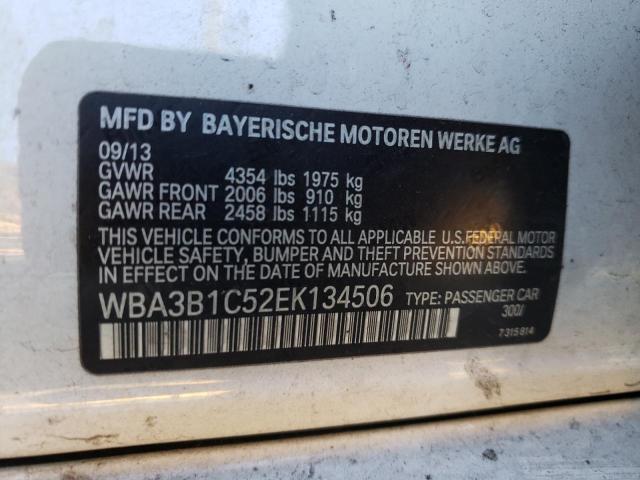 MFD BY BAYERISCHE MOTOREN WERKE AG
09/13
GVWR 4354 lbs 1975 kg
GAWR FRONT 2006 lbs 910 kg
GAWR REAR 2458 lbs 1115 kg
THIS VEHICLE CONFORMS TO ALL APPLICABLE U.S. FEDERAL MOTOR
VEHICLE SAFETY, BUMPER AND THEFT PREVENTION STANDARDS
IN EFFECT ON THE DATE OF MANUFACTURE SHOWN ABOVE.
WBA3B1C52EK134506 TYPE: PASSENGER CAR
300/
7315814